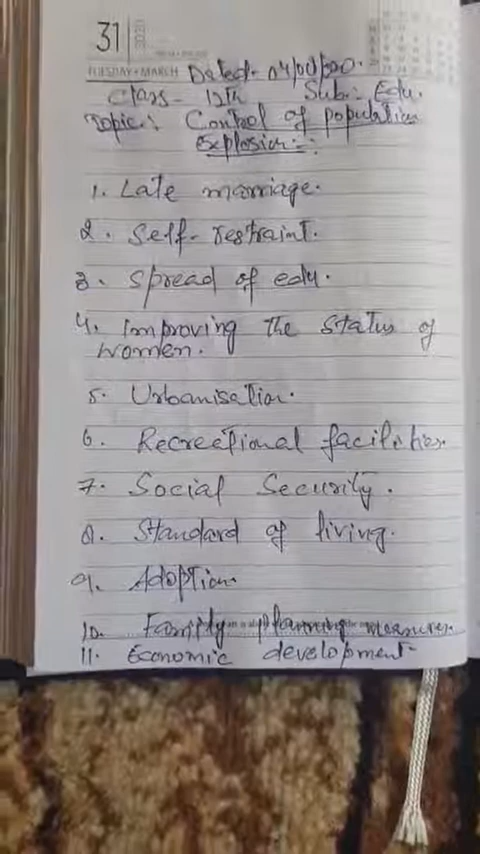 31 2020
TUESDAY • MARCH Dated- 04/08/20.
Class- 12th Sub:- Edu.
Topic: Control of population
Explosion:-:
1. Late marriage.
2. Self-restraint.
3. Spread of edu.
4. Improving the status of
women.
5. Urbanisation.
6. Recreational facilities.
7. Social Security.
8. Standard of living.
9. Adoption
10. Family planning measures.
11. Economic development-